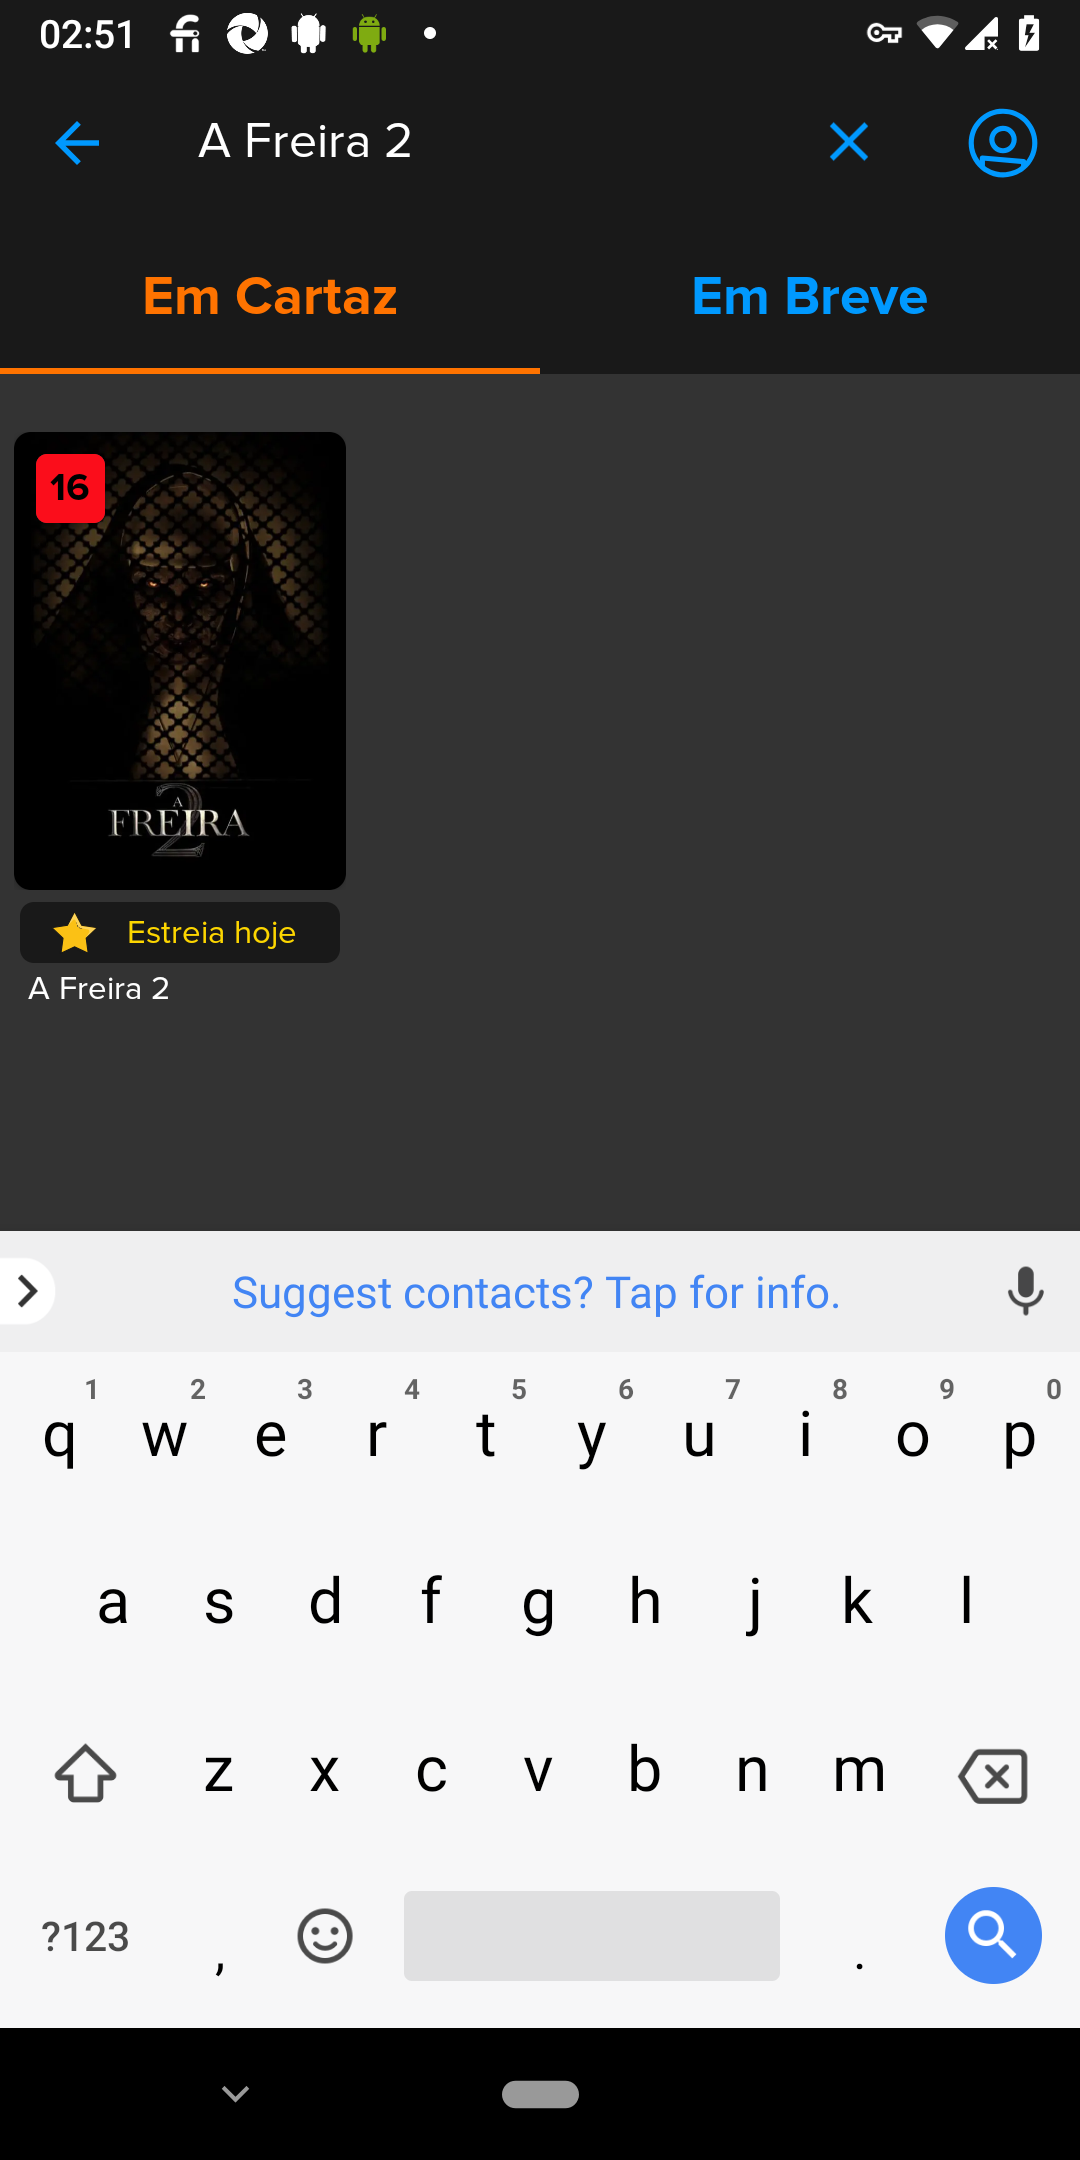 02:51
A Freira 2
Em Cartaz
Em Breve
16
A
FREIRA
2
Estreia hoje
A Freira 2
Suggest contacts? Tap for info.
1 2 3 4 5 6 7 8 9 0
q w e r t y u i o p
a s d f g h j k l
z x c v b n m
?123 , .